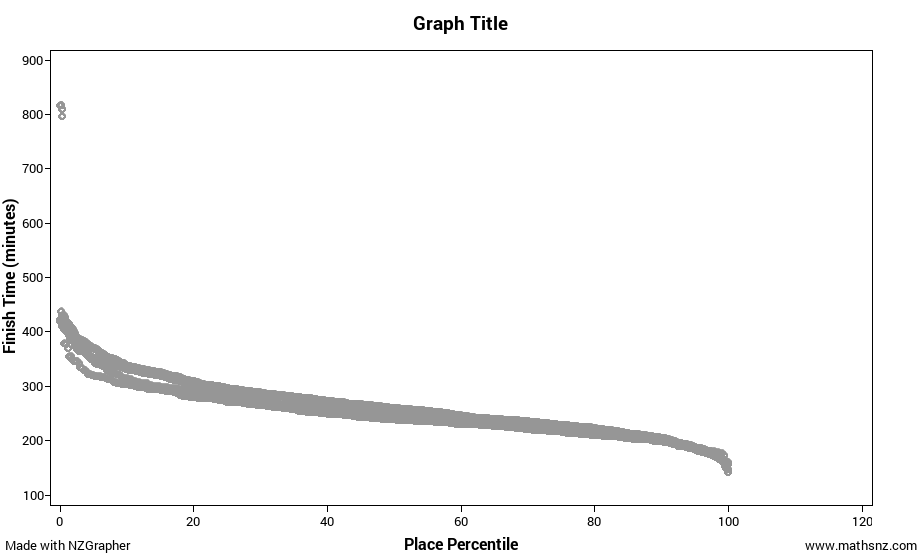 Graph Title
900
800
700
600
500
400
300
200
100
Finish Time (minutes)
0 20 40 60 80 100 120
Place Percentile
Made with NZGrapher
www.mathsnz.com